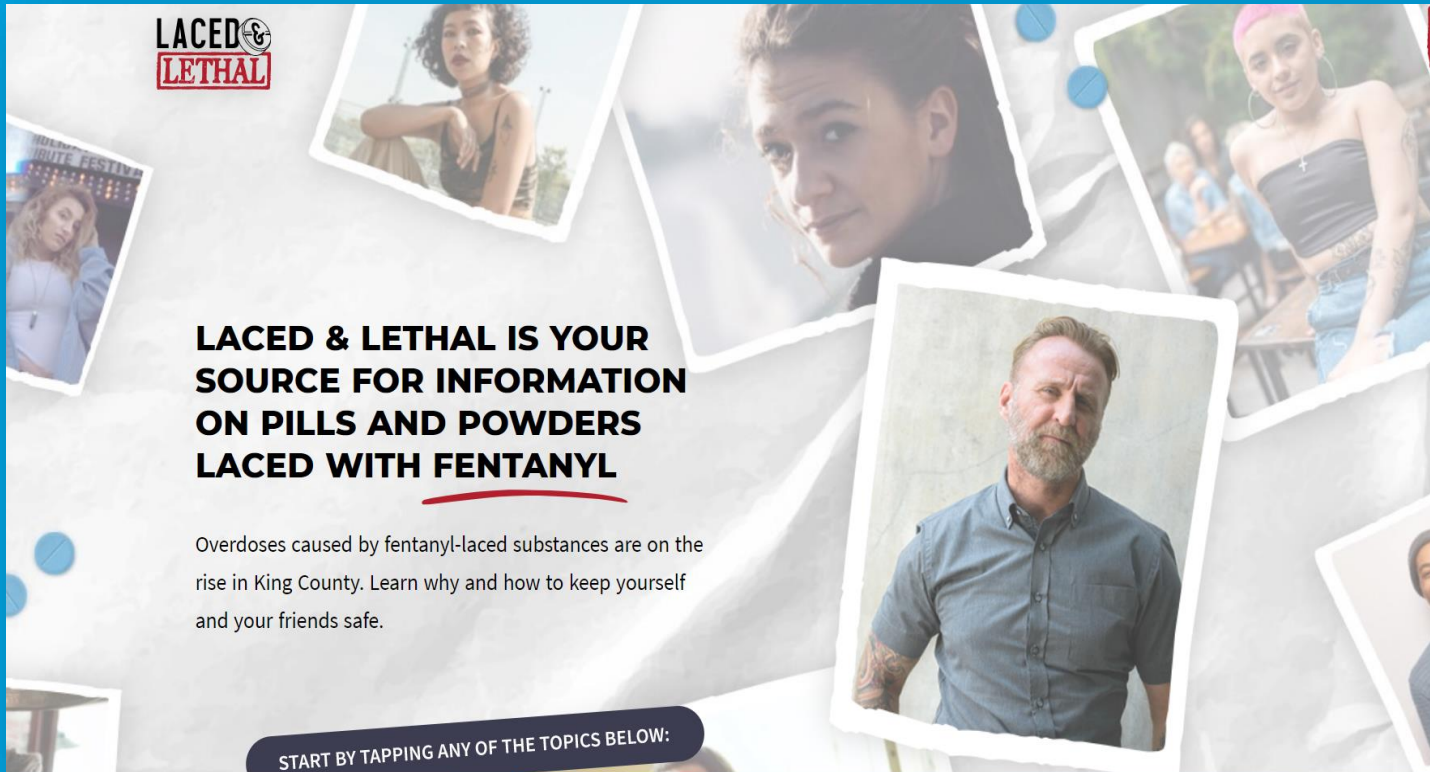 LACED &
LETHAL
LACED & LETHAL IS YOUR
SOURCE FOR INFORMATION
ON PILLS AND POWDERS
LACED WITH FENTANYL
Overdoses caused by fentanyl-laced substances are on the
rise in King County. Learn why and how to keep yourself
and your friends safe.
START BY TAPPING ANY OF THE TOPICS BELOW: